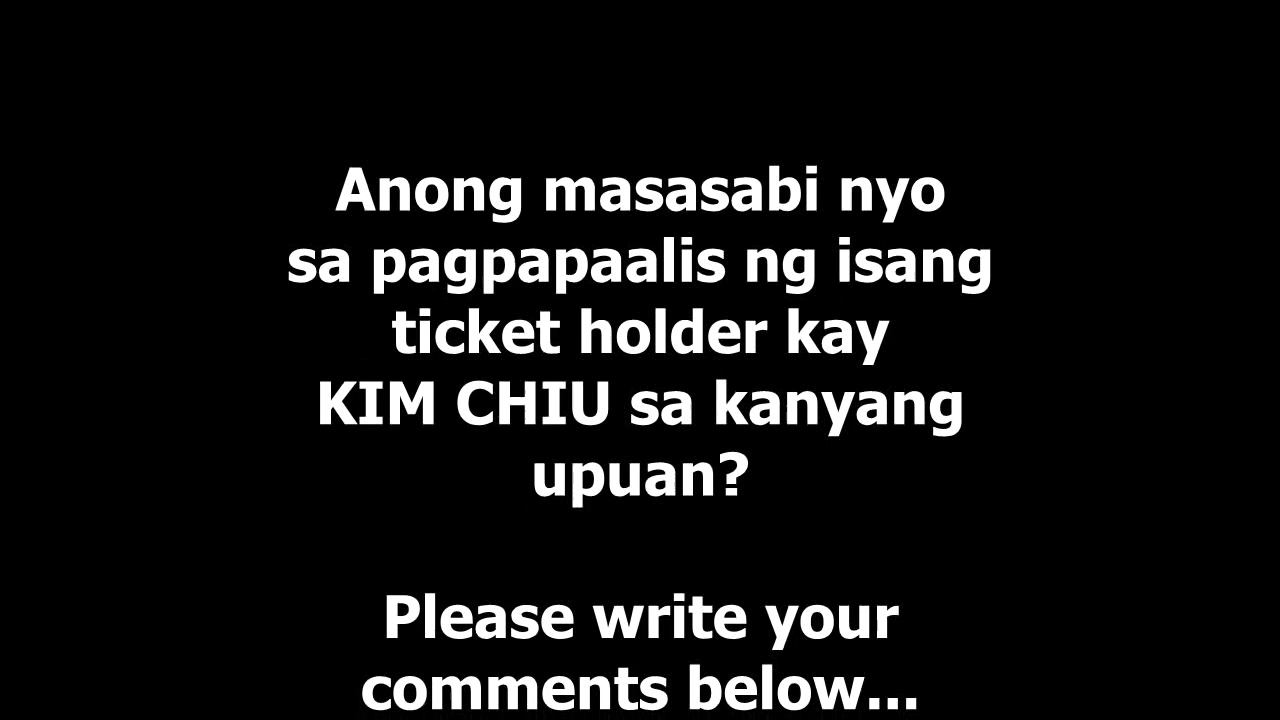 Anong masasabi nyo
sa pagpapaalis ng isang
ticket holder kay
KIM CHIU sa kanyang
upuan?
Please write your
comments below...